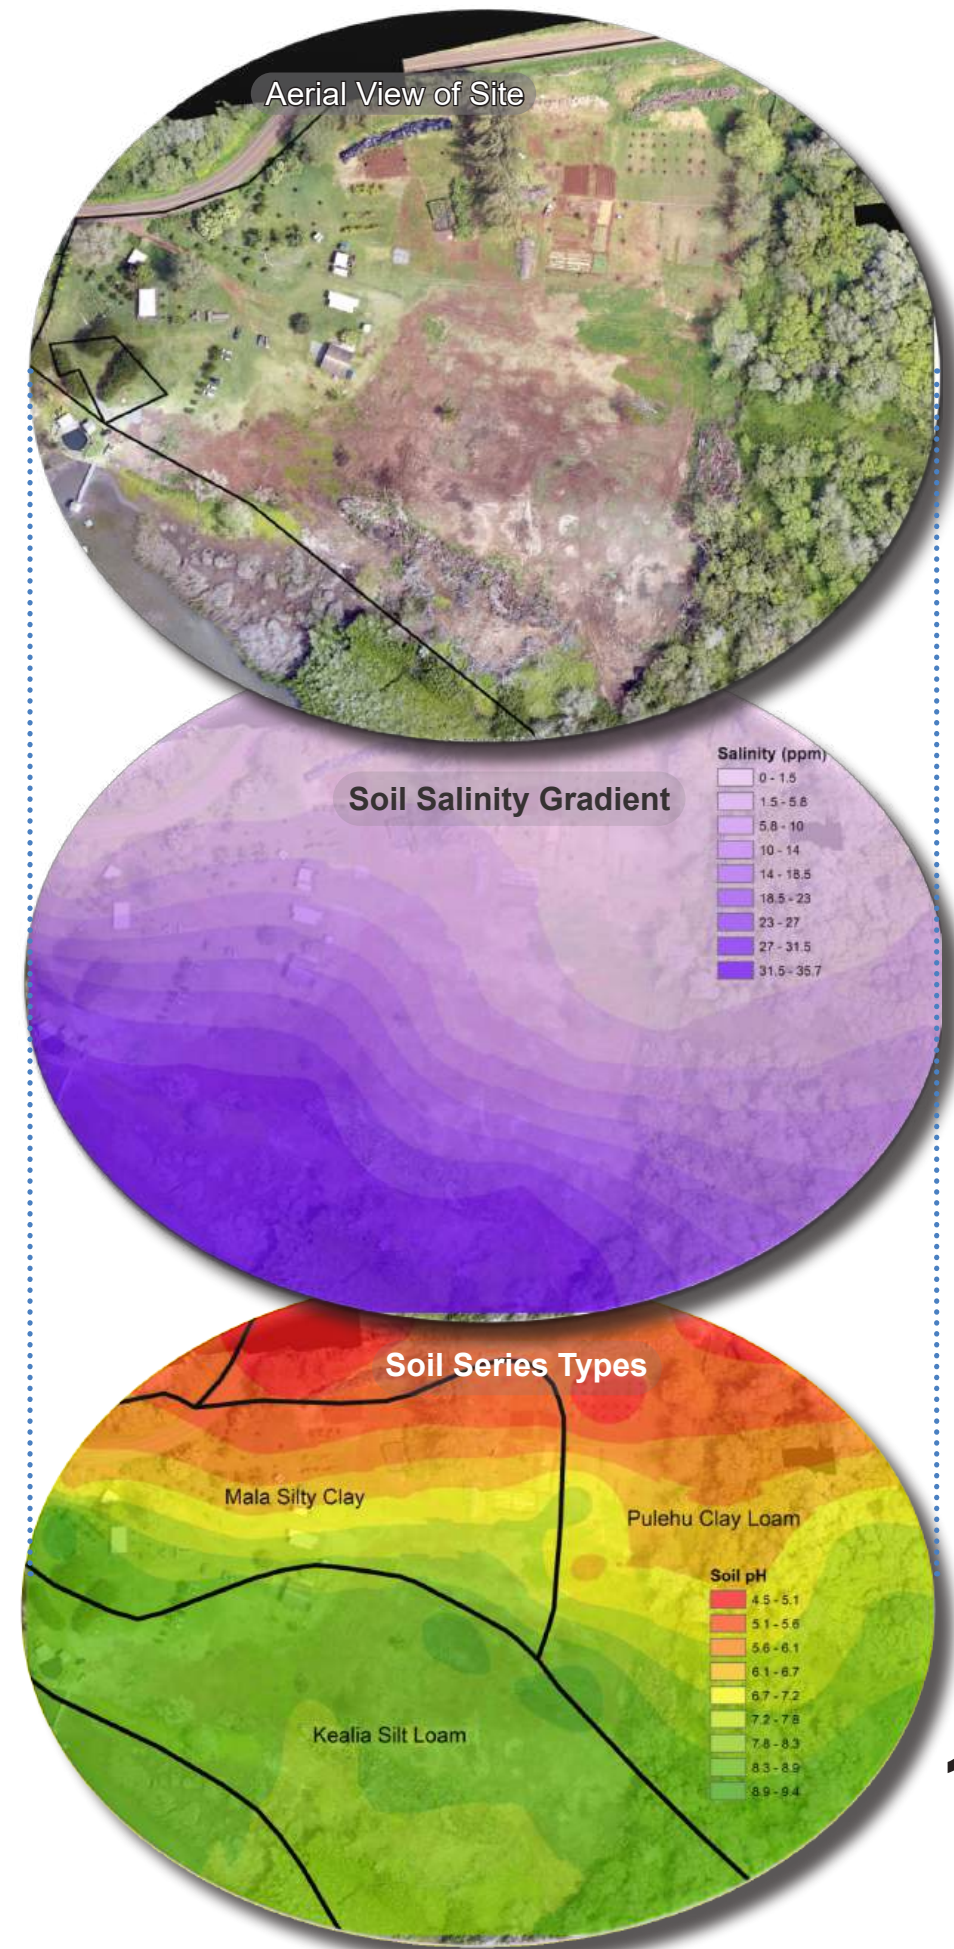 Aerial View of Site
Salinity (ppm)
Soil Salinity Gradient
0 - 1.5
1.5 - 5.8
5.8 - 10
10 - 14
14 - 18.5
18.5 - 23
23 - 27
27 - 31.5
31.5 - 35.7
Soil Series Types
Mala Silty Clay
Pulehu Clay Loam
Soil pH
4.5 - 5.1
5.1 - 5.6
5.6 - 6.1
6.1 - 6.7
6.7 - 7.2
7.2 - 7.8
7.8 - 8.3
8.3 - 8.9
8.9 - 9.4
Kealia Silt Loam